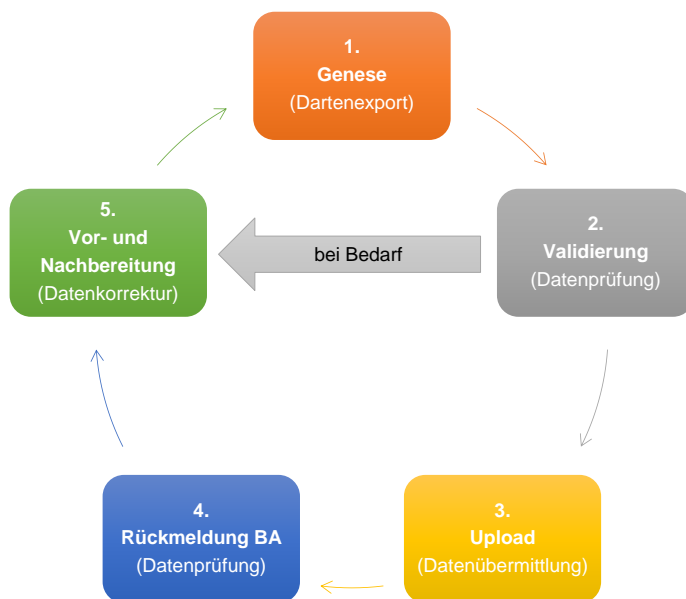 1.
Genese
(Dartenexport)
2.
Validierung
(Datenprüfung)
bei Bedarf
5.
Vor- und
Nachbereitung
(Datenkorrektur)
4.
Rückmeldung BA
(Datenprüfung)
3.
Upload
(Datenübermittlung)